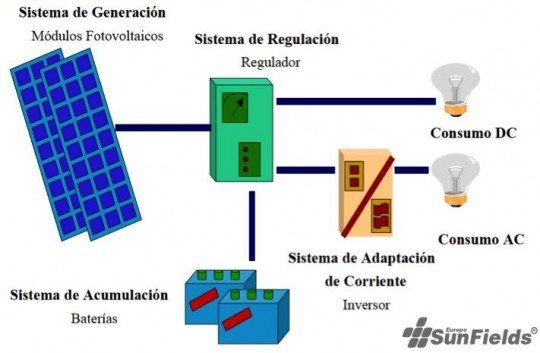 Sistema de Generación
Módulos Fotovoltaicos
Sistema de Regulación
Regulador
Consumo DC
Consumo AC
Sistema de Adaptación
de Corriente
Inversor
Sistema de Acumulación
Baterías
Europe
SunFields®